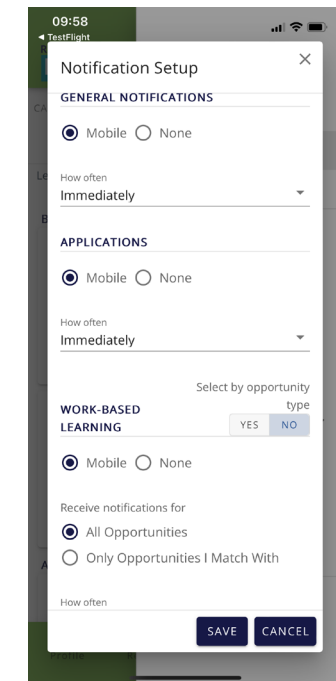 09:58
◀ TestFlight
Notification Setup
GENERAL NOTIFICATIONS
Mobile None
How often
Immediately
APPLICATIONS
Mobile None
How often
Immediately
Select by opportunity
type
WORK-BASED
LEARNING
YES NO
Mobile None
Receive notifications for
All Opportunities
Only Opportunities I Match With
How often
SAVE CANCEL
Profile